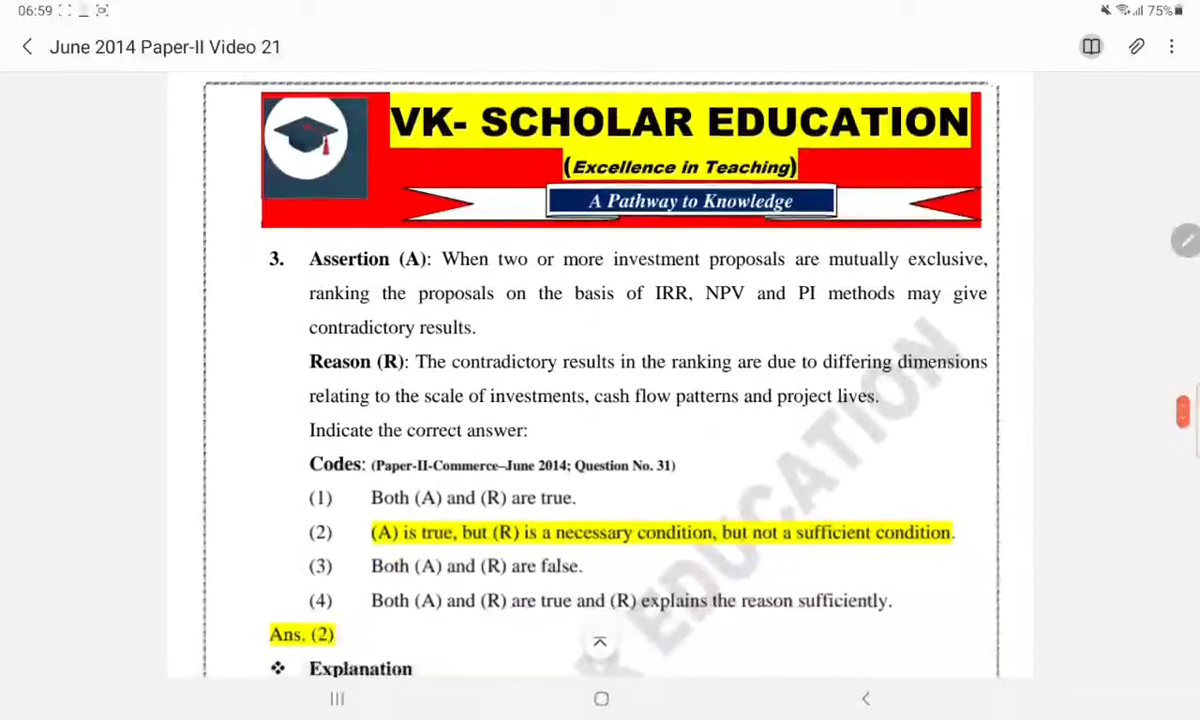 06:59 75%
June 2014 Paper-II Video 21
VK- SCHOLAR EDUCATION
(Excellence in Teaching)
A Pathway to Knowledge
3. Assertion (A): When two or more investment proposals are mutually exclusive,
ranking the proposals on the basis of IRR, NPV and PI methods may give
contradictory results.
Reason (R): The contradictory results in the ranking are due to differing dimensions
relating to the scale of investments, cash flow patterns and project lives.
Indicate the correct answer:
Codes: (Paper-II-Commerce–June 2014; Question No. 31)
(1) Both (A) and (R) are true.
(2) (A) is true, but (R) is a necessary condition, but not a sufficient condition.
(3) Both (A) and (R) are false.
(4) Both (A) and (R) are true and (R) explains the reason sufficiently.
Ans. (2)
❖ Explanation
EDUCATION